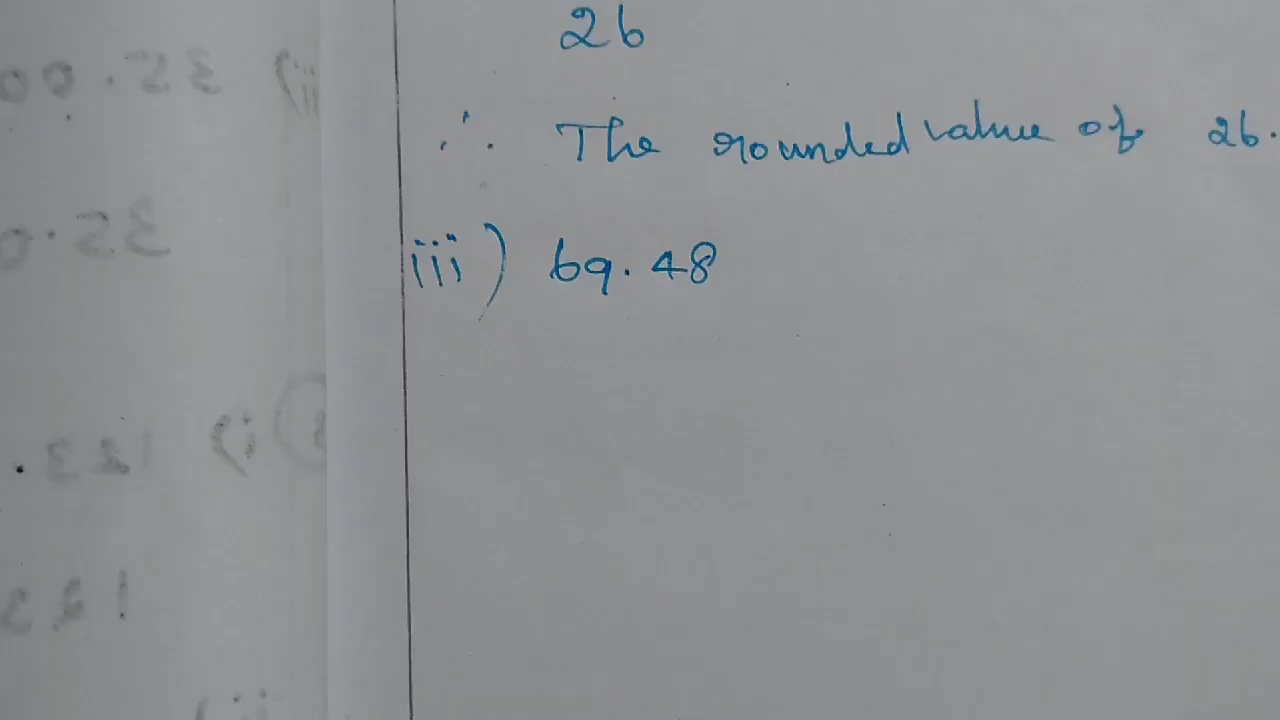 26
∴ The rounded value of 26.
iii) 69.48